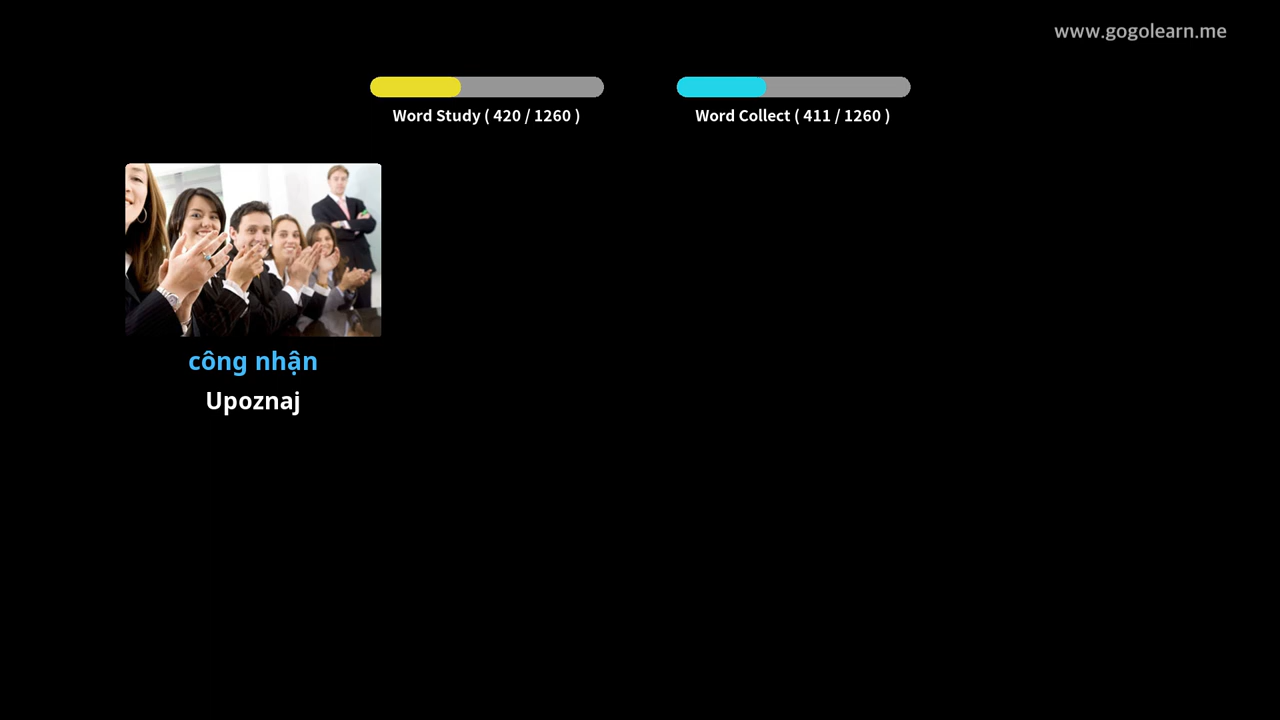 www.gogolearn.me
Word Study ( 420 / 1260 )
Word Collect ( 411 / 1260 )
công nhận
Upoznaj